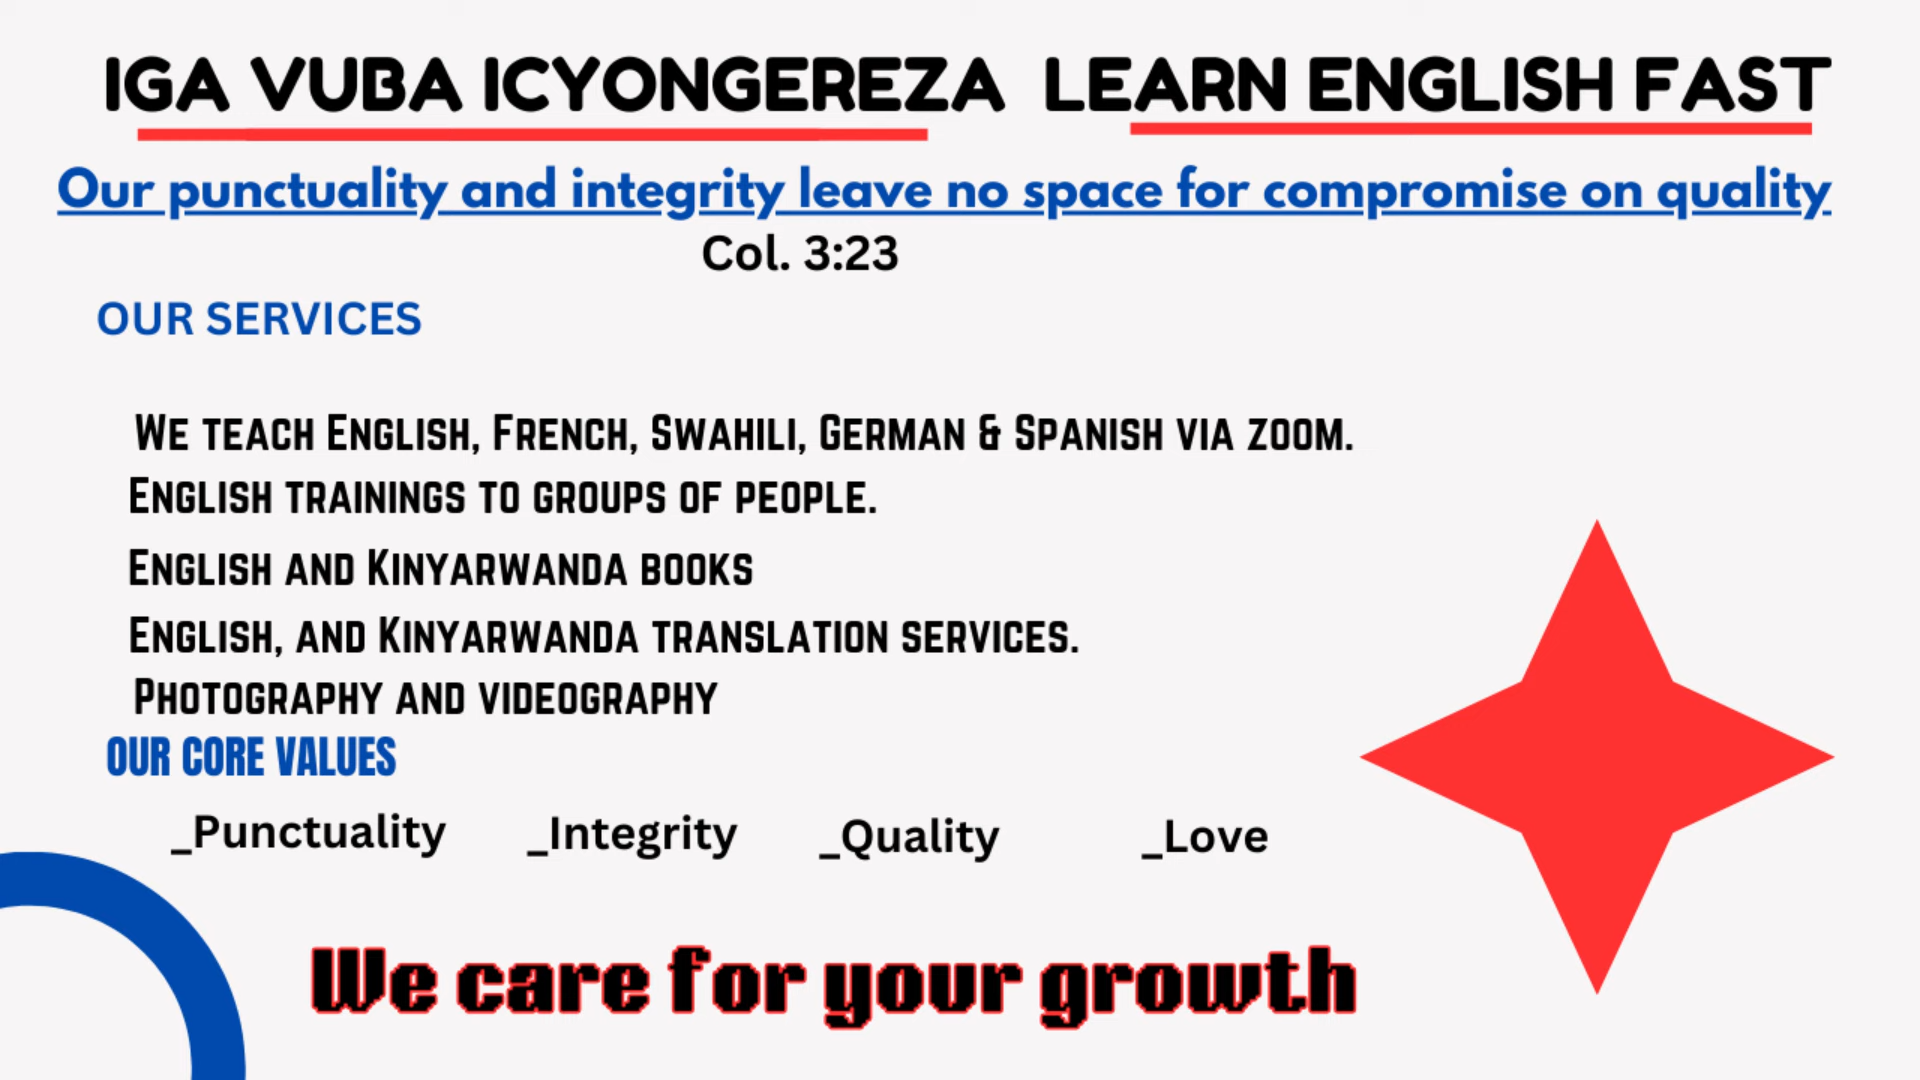 IGA VUBA ICYONGEREZA LEARN ENGLISH FAST
Our punctuality and integrity leave no space for compromise on quality
Col. 3:23
OUR SERVICES
We teach English, French, Swahili, German & Spanish via zoom.
English trainings to groups of people.
English and Kinyarwanda books
English, and Kinyarwanda translation services.
Photography and videography
OUR CORE VALUES
_Punctuality _Integrity _Quality _Love
We care for your growth